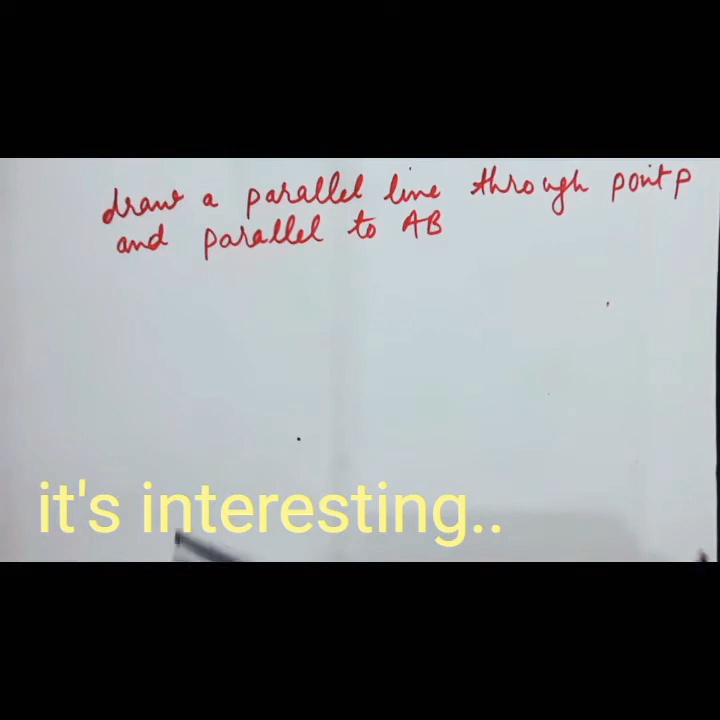 draw a parallel line through point P
and parallel to AB
it's interesting..